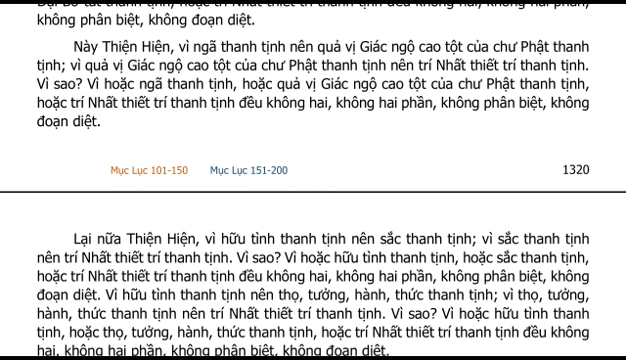 không phân biệt, không đoạn diệt.
Này Thiện Hiện, vì ngã thanh tịnh nên quả vị Giác ngộ cao tột của chư Phật thanh
tịnh; vì quả vị Giác ngộ cao tột của chư Phật thanh tịnh nên trí Nhất thiết trí thanh tịnh.
Vì sao? Vì hoặc ngã thanh tịnh, hoặc quả vị Giác ngộ cao tột của chư Phật thanh tịnh,
hoặc trí Nhất thiết trí thanh tịnh đều không hai, không hai phần, không phân biệt, không
đoạn diệt.
Mục Lục 101-150 Mục Lục 151-200 1320
Lại nữa Thiện Hiện, vì hữu tình thanh tịnh nên sắc thanh tịnh; vì sắc thanh tịnh
nên trí Nhất thiết trí thanh tịnh. Vì sao? Vì hoặc hữu tình thanh tịnh, hoặc sắc thanh tịnh,
hoặc trí Nhất thiết trí thanh tịnh đều không hai, không hai phần, không phân biệt, không
đoạn diệt. Vì hữu tình thanh tịnh nên thọ, tưởng, hành, thức thanh tịnh; vì thọ, tưởng,
hành, thức thanh tịnh nên trí Nhất thiết trí thanh tịnh. Vì sao? Vì hoặc hữu tình thanh
tịnh, hoặc thọ, tưởng, hành, thức thanh tịnh, hoặc trí Nhất thiết trí thanh tịnh đều không
hai, không hai phần, không phân biệt, không đoạn diệt.